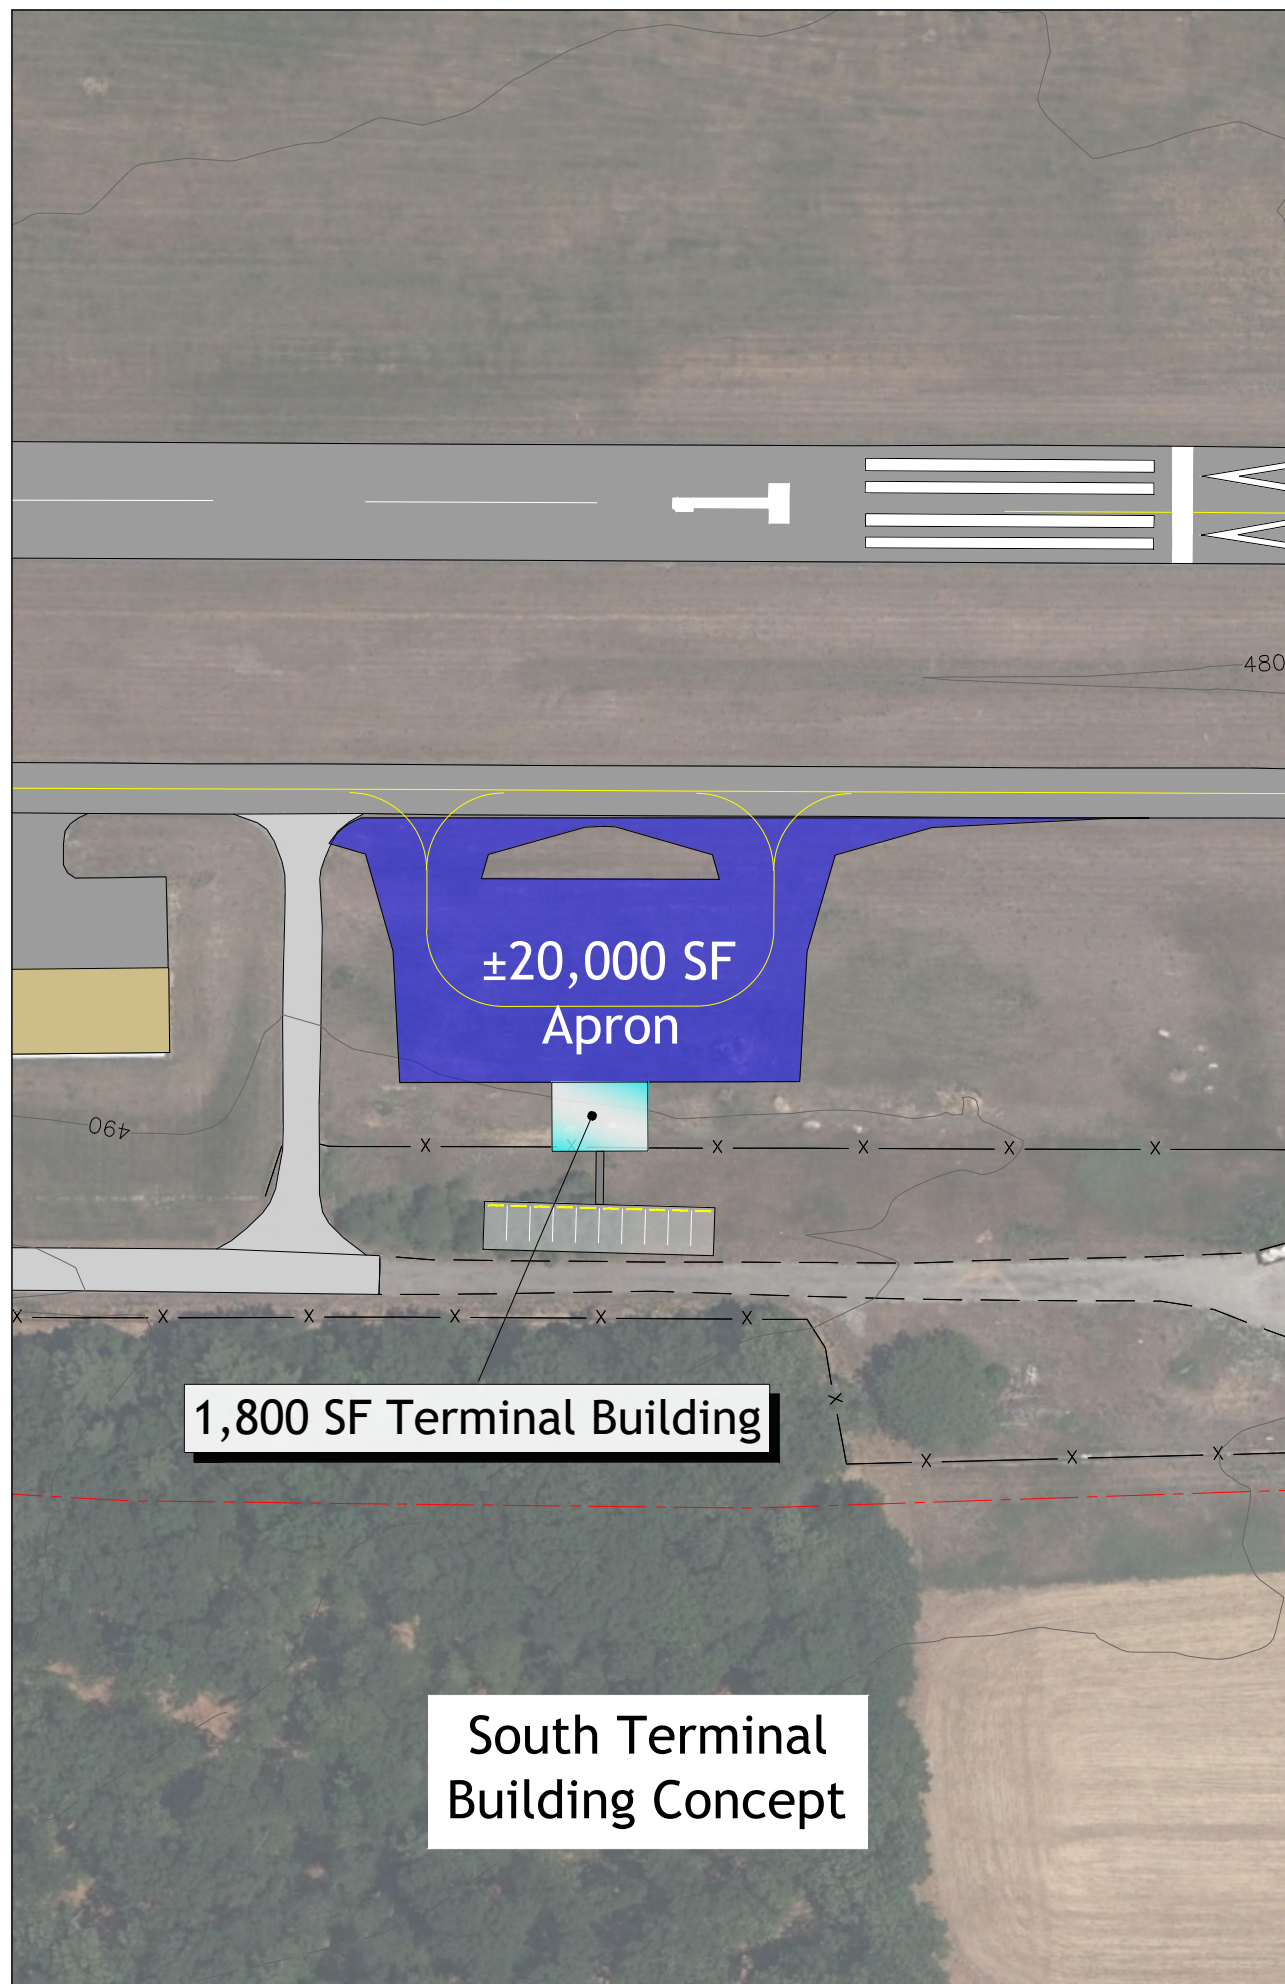 480
±20,000 SF
Apron
490
1,800 SF Terminal Building
South Terminal
Building Concept